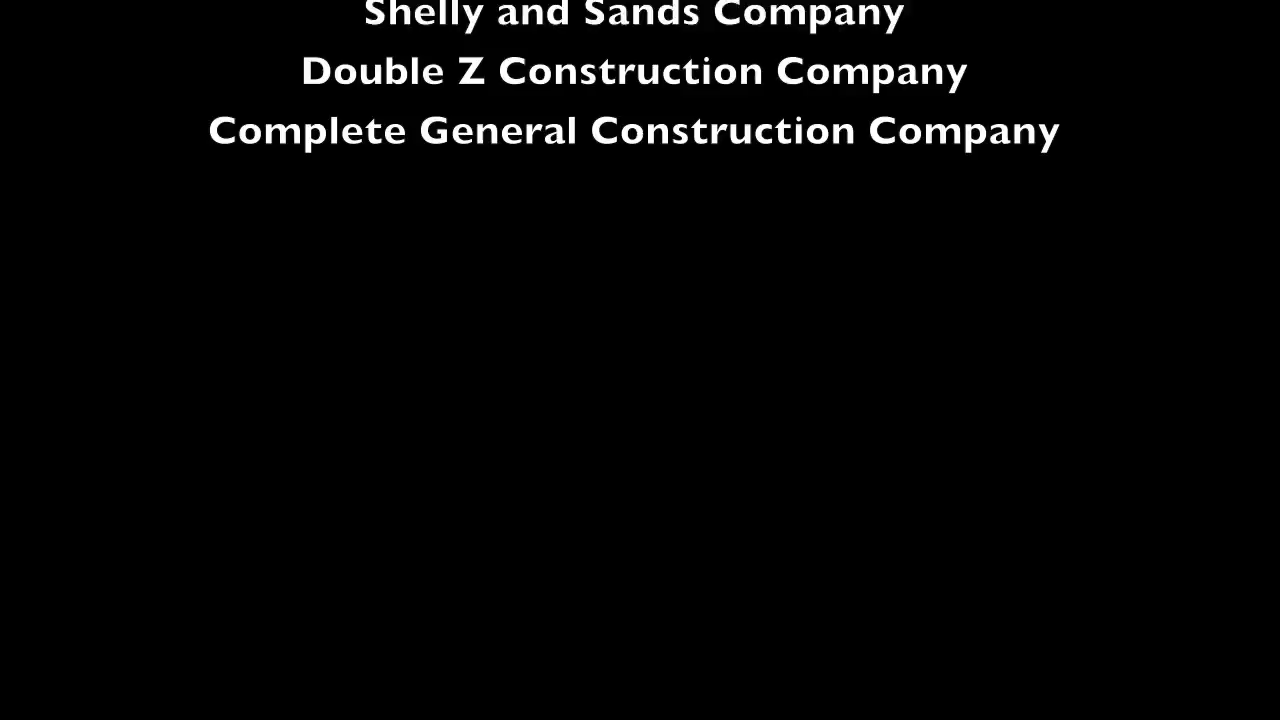 Shelly and Sands Company
Double Z Construction Company
Complete General Construction Company